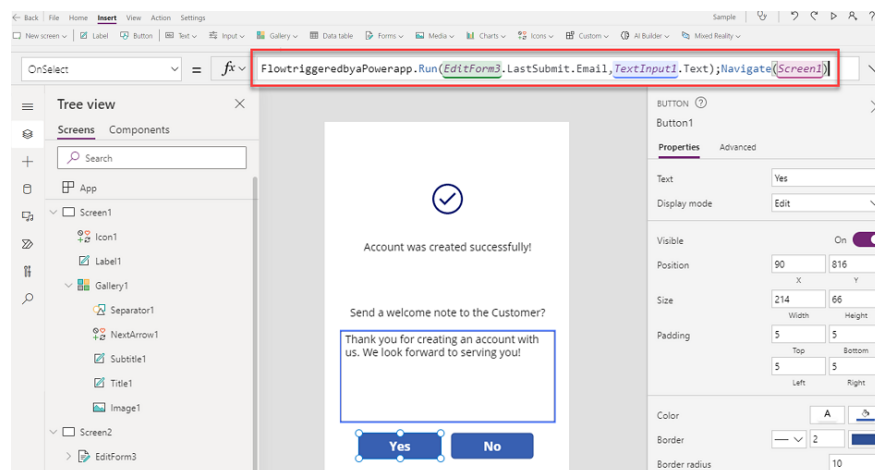 Back File Home Insert View Action Settings Sample
New screen Label Button Text Input Gallery Data table Forms Media Charts Icons Custom AI Builder Mixed Reality
OnSelect = fx FlowtriggeredbyaPowerapp.Run(EditForm3.LastSubmit.Email,TextInput1.Text);Navigate(Screen1)
Tree view
Screens Components
Search
App
Screen1
Icon1
Label1
Gallery1
Separator1
NextArrow1
Subtitle1
Title1
Image1
Screen2
EditForm3
Account was created successfully!
Send a welcome note to the Customer?
Thank you for creating an account with
us. We look forward to serving you!
Yes No
BUTTON ?
Button1
Properties Advanced
Text Yes
Display mode Edit
Visible On
Position 90 816
X Y
Size 214 66
Width Height
Padding 5 5
Top Bottom
5 5
Left Right
Color A
Border 2
Border radius 10